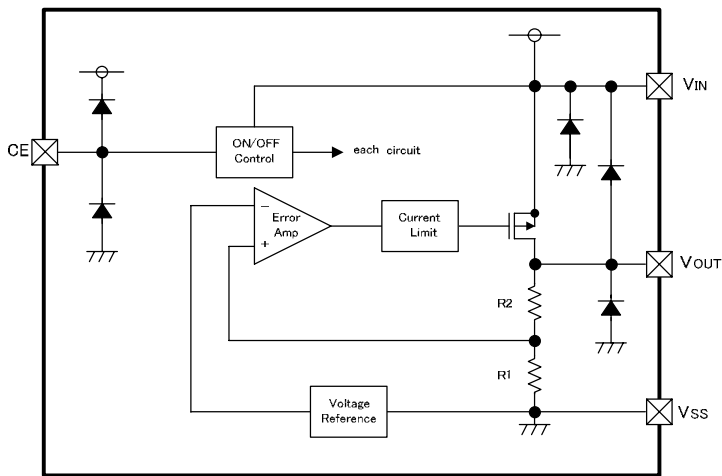 VIN
CE
ON/OFF
Control
each circuit
−
Error
Amp
+
Current
Limit
VOUT
R2
R1
Voltage
Reference
VSS